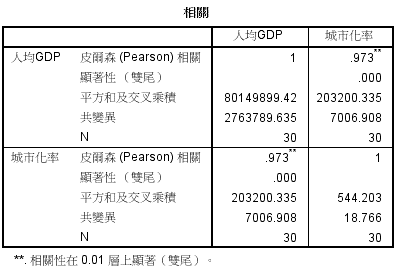 相關
人均GDP 城市化率
人均GDP 皮爾森 (Pearson) 相關 1 .973**
顯著性 （雙尾） .000
平方和及交叉乘積 80149899.42 203200.335
共變異 2763789.635 7006.908
N 30 30
城市化率 皮爾森 (Pearson) 相關 .973** 1
顯著性 （雙尾） .000
平方和及交叉乘積 203200.335 544.203
共變異 7006.908 18.766
N 30 30
**. 相關性在 0.01 層上顯著（雙尾）。